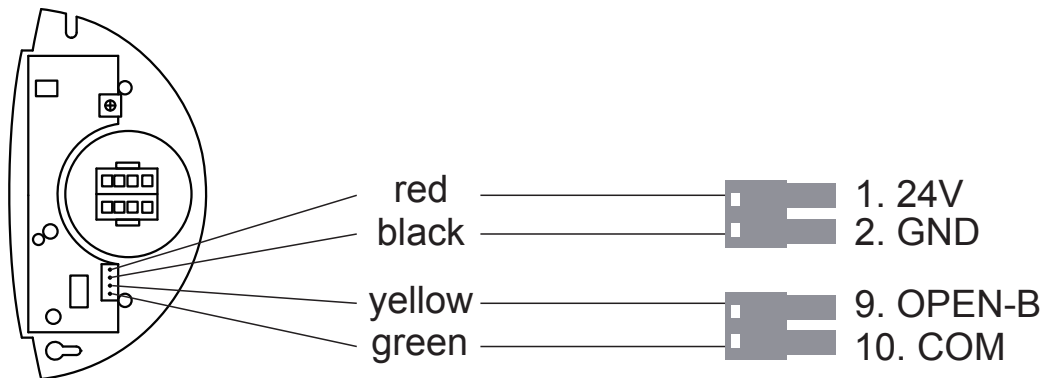 red 1. 24V
black 2. GND
yellow 9. OPEN-B
green 10. COM